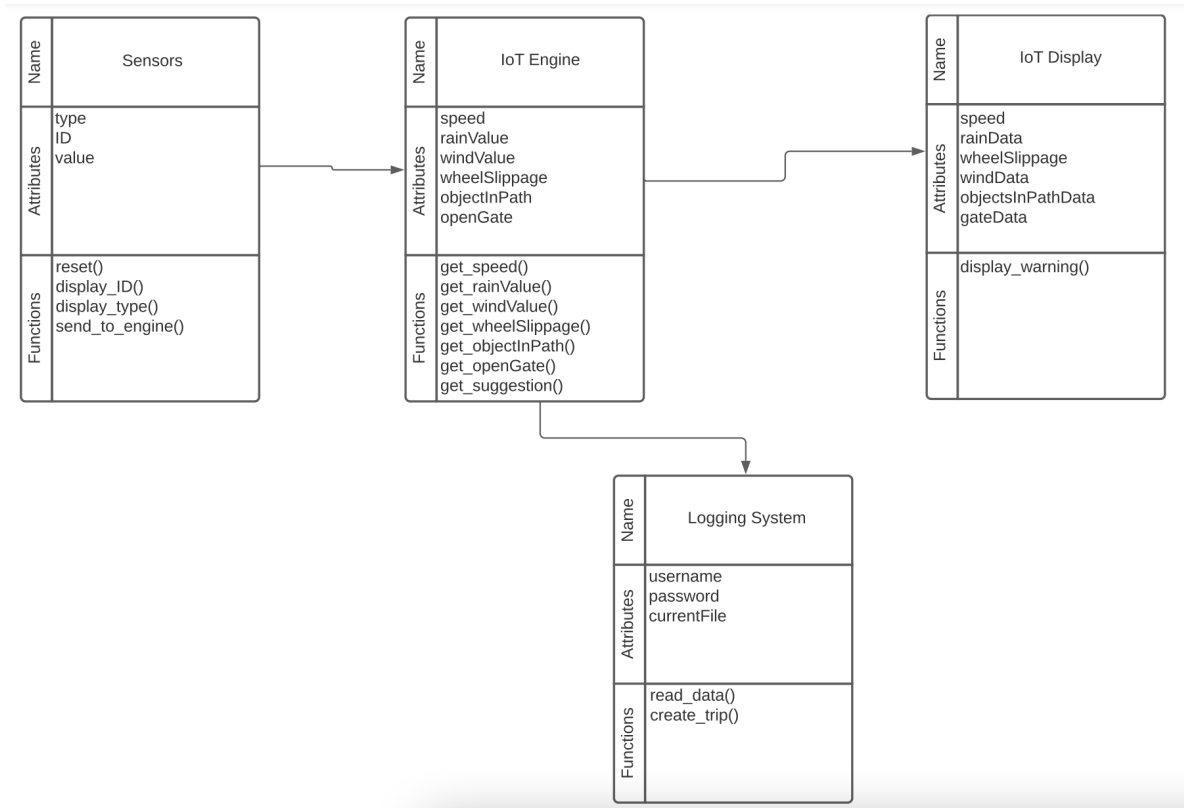 Name
Sensors
Attributes
type
ID
value
Functions
reset()
display_ID()
display_type()
send_to_engine()
Name
IoT Engine
Attributes
speed
rainValue
windValue
wheelSlippage
objectInPath
openGate
Functions
get_speed()
get_rainValue()
get_windValue()
get_wheelSlippage()
get_objectInPath()
get_openGate()
get_suggestion()
Name
IoT Display
Attributes
speed
rainData
wheelSlippage
windData
objectsInPathData
gateData
Functions
display_warning()
Name
Logging System
Attributes
username
password
currentFile
Functions
read_data()
create_trip()